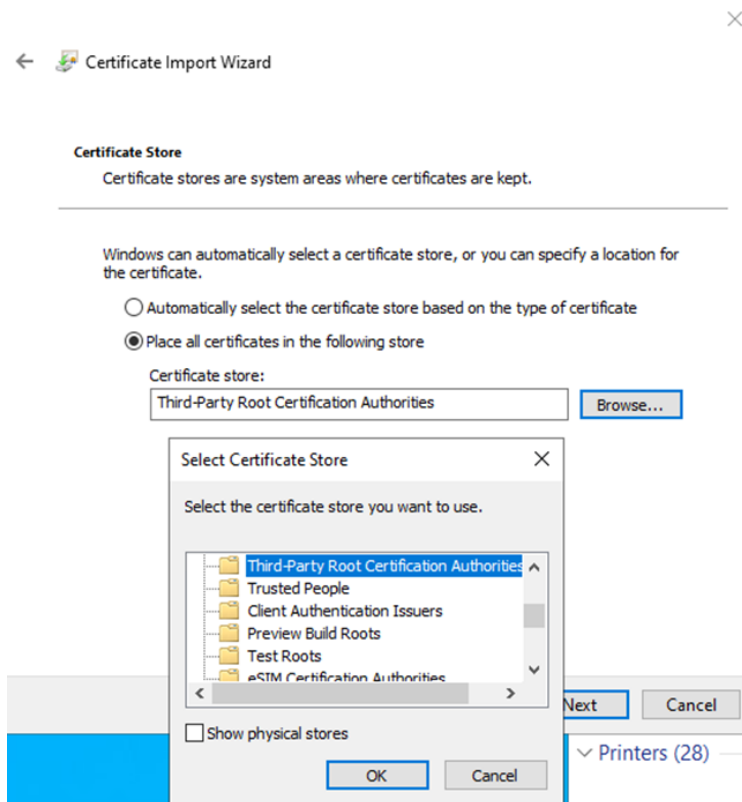 Certificate Import Wizard
Certificate Store
Certificate stores are system areas where certificates are kept.
Windows can automatically select a certificate store, or you can specify a location for
the certificate.
Automatically select the certificate store based on the type of certificate
Place all certificates in the following store
Certificate store:
Third-Party Root Certification Authorities
Browse...
Select Certificate Store
Select the certificate store you want to use.
Third-Party Root Certification Authorities
Trusted People
Client Authentication Issuers
Preview Build Roots
Test Roots
eSIM Certification Authorities
Show physical stores
OK
Cancel
Next
Cancel
Printers (28)